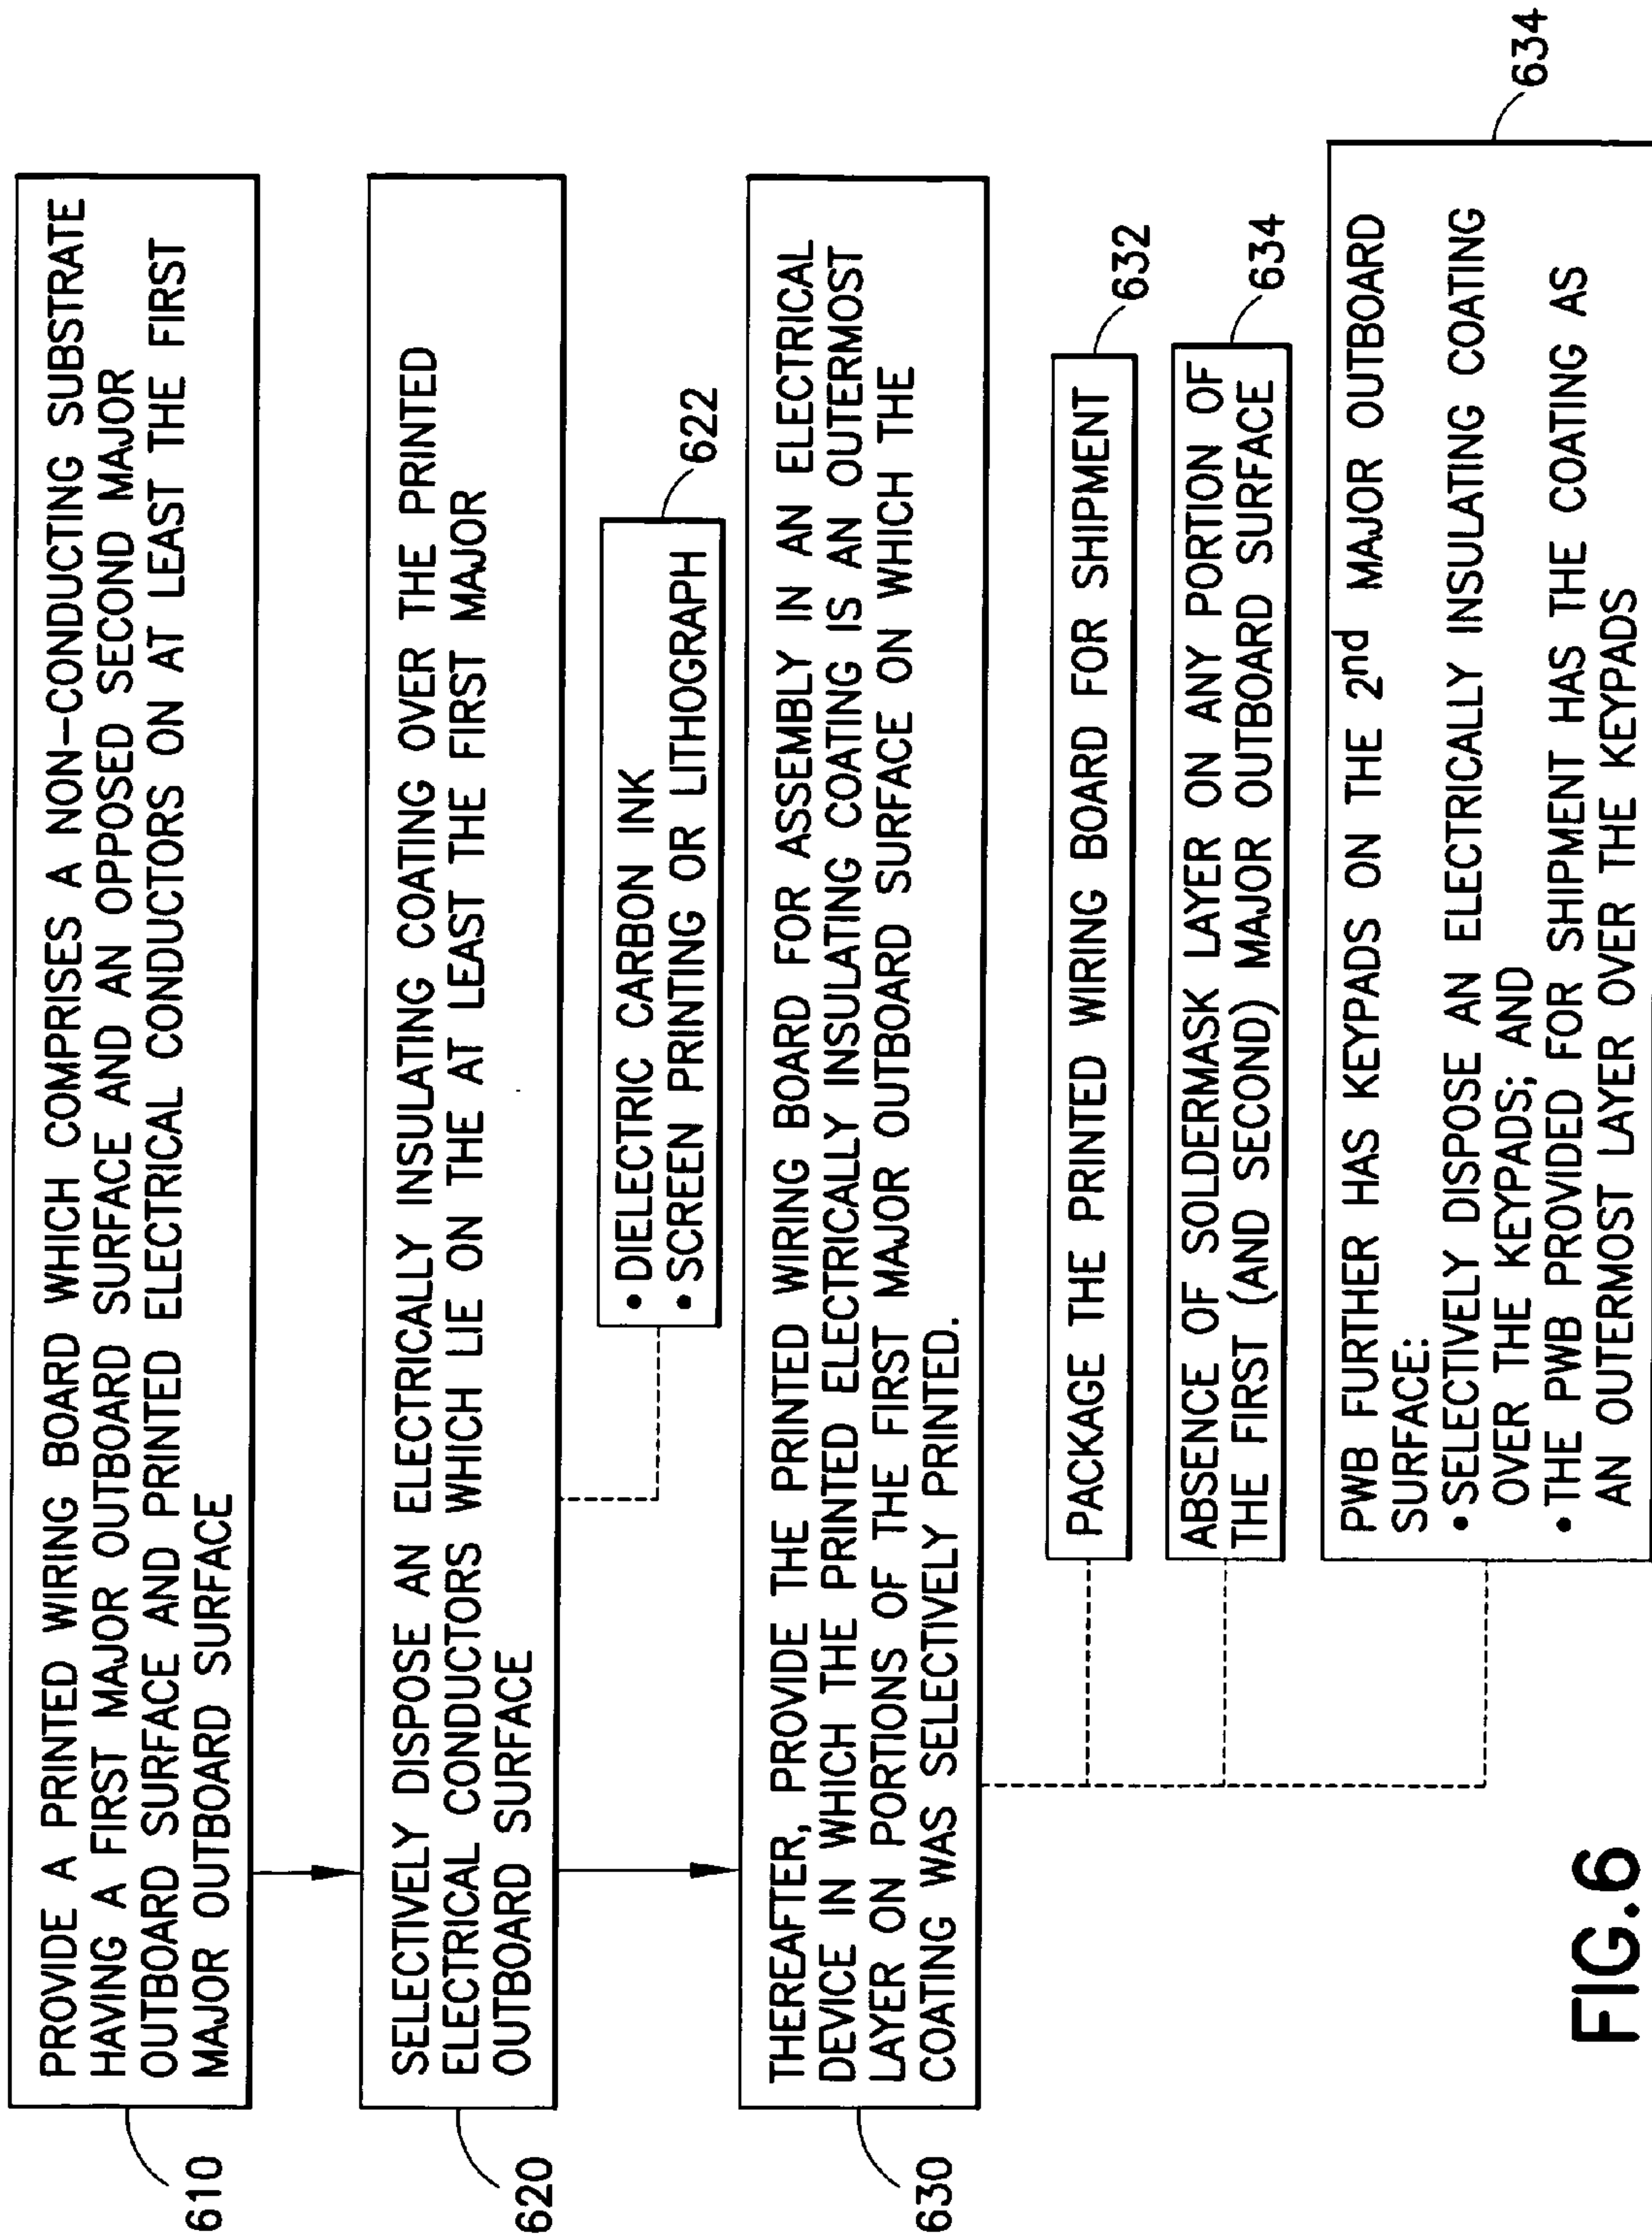 PROVIDE A PRINTED WIRING BOARD WHICH COMPRISES A NON-CONDUCTING SUBSTRATE
HAVING A FIRST MAJOR OUTBOARD SURFACE AND AN OPPOSED SECOND MAJOR
OUTBOARD SURFACE AND PRINTED ELECTRICAL CONDUCTORS ON AT LEAST THE FIRST
MAJOR OUTBOARD SURFACE
610
SELECTIVELY DISPOSE AN ELECTRICALLY INSULATING COATING OVER THE PRINTED
ELECTRICAL CONDUCTORS WHICH LIE ON THE AT LEAST THE FIRST MAJOR
OUTBOARD SURFACE
620
• DIELECTRIC CARBON INK
• SCREEN PRINTING OR LITHOGRAPH
622
THEREAFTER, PROVIDE THE PRINTED WIRING BOARD FOR ASSEMBLY IN AN ELECTRICAL
DEVICE IN WHICH THE PRINTED ELECTRICALLY INSULATING COATING IS AN OUTERMOST
LAYER ON PORTIONS OF THE FIRST MAJOR OUTBOARD SURFACE ON WHICH THE
COATING WAS SELECTIVELY PRINTED.
630
PACKAGE THE PRINTED WIRING BOARD FOR SHIPMENT
632
ABSENCE OF SOLDERMASK LAYER ON ANY PORTION OF
THE FIRST (AND SECOND) MAJOR OUTBOARD SURFACE
634
PWB FURTHER HAS KEYPADS ON THE 2nd MAJOR OUTBOARD
SURFACE:
• SELECTIVELY DISPOSE AN ELECTRICALLY INSULATING COATING
OVER THE KEYPADS; AND
• THE PWB PROVIDED FOR SHIPMENT HAS THE COATING AS
AN OUTERMOST LAYER OVER THE KEYPADS
634
FIG.6